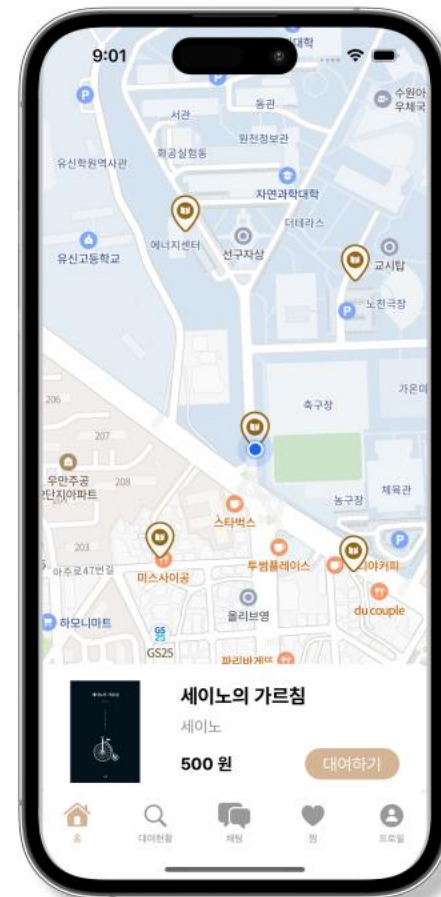 9:01
대학
P
P
수원아
우체국
서관
동관
원천정보관
화공실험동
유신학원역사관
자연과학대학
에너지센터
선구자상
더테라스
교시탑
유신고등학교
P
노천극장
206
축구장
가온마
207
우만주공
2단지아파트
208
농구장
체육관
스타벅스
P
203
아주로47번길
미스사이공
투썸플레이스
야커피
하모니마트
올리브영
du couple
GS
25
GS25
파리바게뜨
세이노의 가르침
세이노
500 원
대여하기
홈
대여현황
채팅
찜
프로필